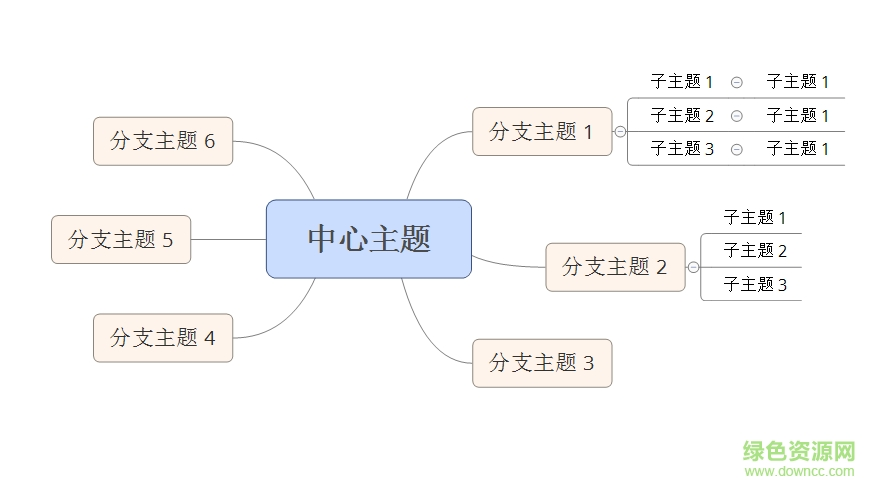 子主题 1
子主题 1
分支主题 1
子主题 2
子主题 1
子主题 3
子主题 1
分支主题 6
中心主题
分支主题 5
子主题 1
分支主题 2
子主题 2
子主题 3
分支主题 4
分支主题 3
绿色资源网
www.downcc.com